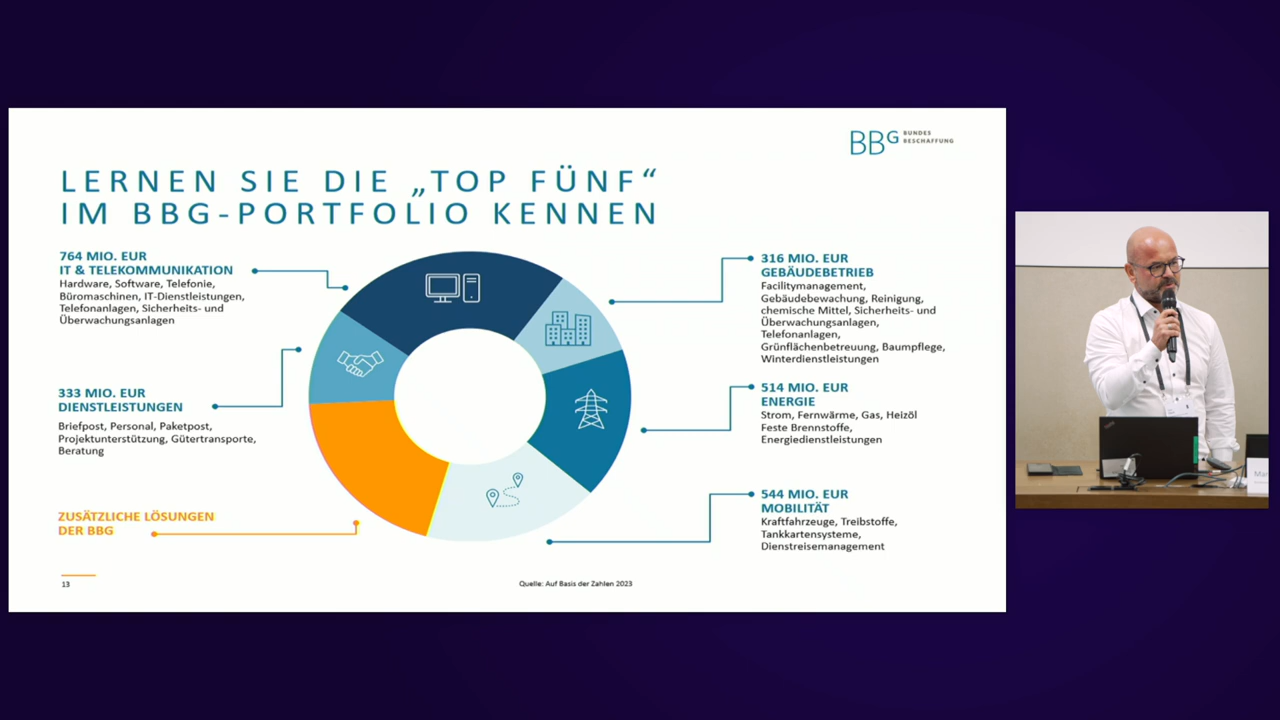 BBG BUNDES
BESCHAFFUNG
LERNEN SIE DIE „TOP FÜNF“
IM BBG-PORTFOLIO KENNEN
764 MIO. EUR
IT & TELEKOMMUNIKATION
Hardware, Software, Telefonie,
Büromaschinen, IT-Dienstleistungen,
Telefonanlagen, Sicherheits- und
Überwachungsanlagen
333 MIO. EUR
DIENSTLEISTUNGEN
Briefpost, Personal, Paketpost,
Projektunterstützung, Gütertransporte,
Beratung
ZUSÄTZLICHE LÖSUNGEN
DER BBG
316 MIO. EUR
GEBÄUDEBETRIEB
Facilitymanagement,
Gebäudebewachung, Reinigung,
chemische Mittel, Sicherheits- und
Überwachungsanlagen,
Telefonanlagen,
Grünflächenbetreuung, Baumpflege,
Winterdienstleistungen
514 MIO. EUR
ENERGIE
Strom, Fernwärme, Gas, Heizöl
Feste Brennstoffe,
Energiedienstleistungen
544 MIO. EUR
MOBILITÄT
Kraftfahrzeuge, Treibstoffe,
Tankkartensysteme,
Dienstreisemanagement
13
Quelle: Auf Basis der Zahlen 2023